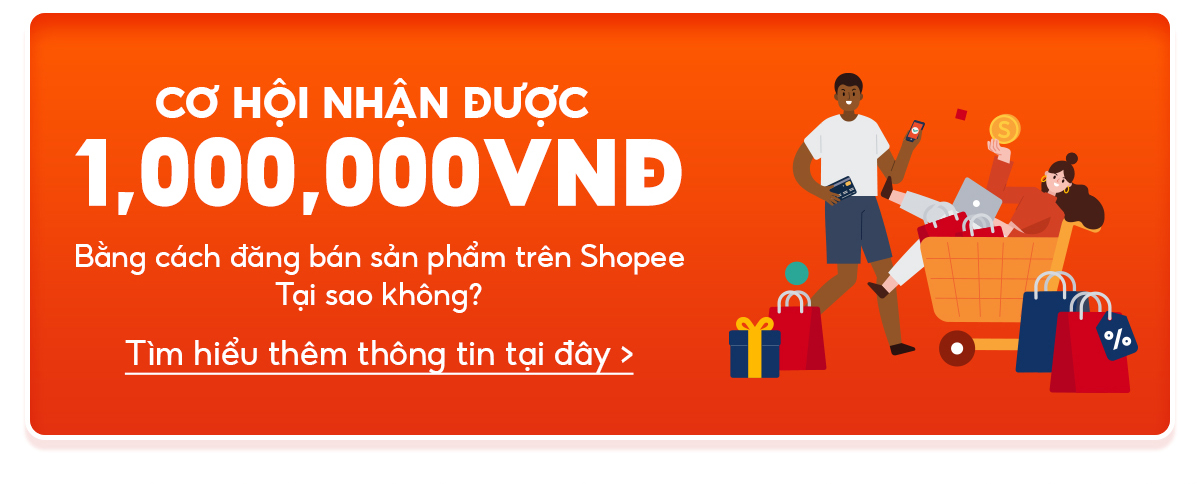 CƠ HỘI NHẬN ĐƯỢC
1,000,000VNĐ
Bằng cách đăng bán sản phẩm trên Shopee
Tại sao không?
Tìm hiểu thêm thông tin tại đây >
S
%